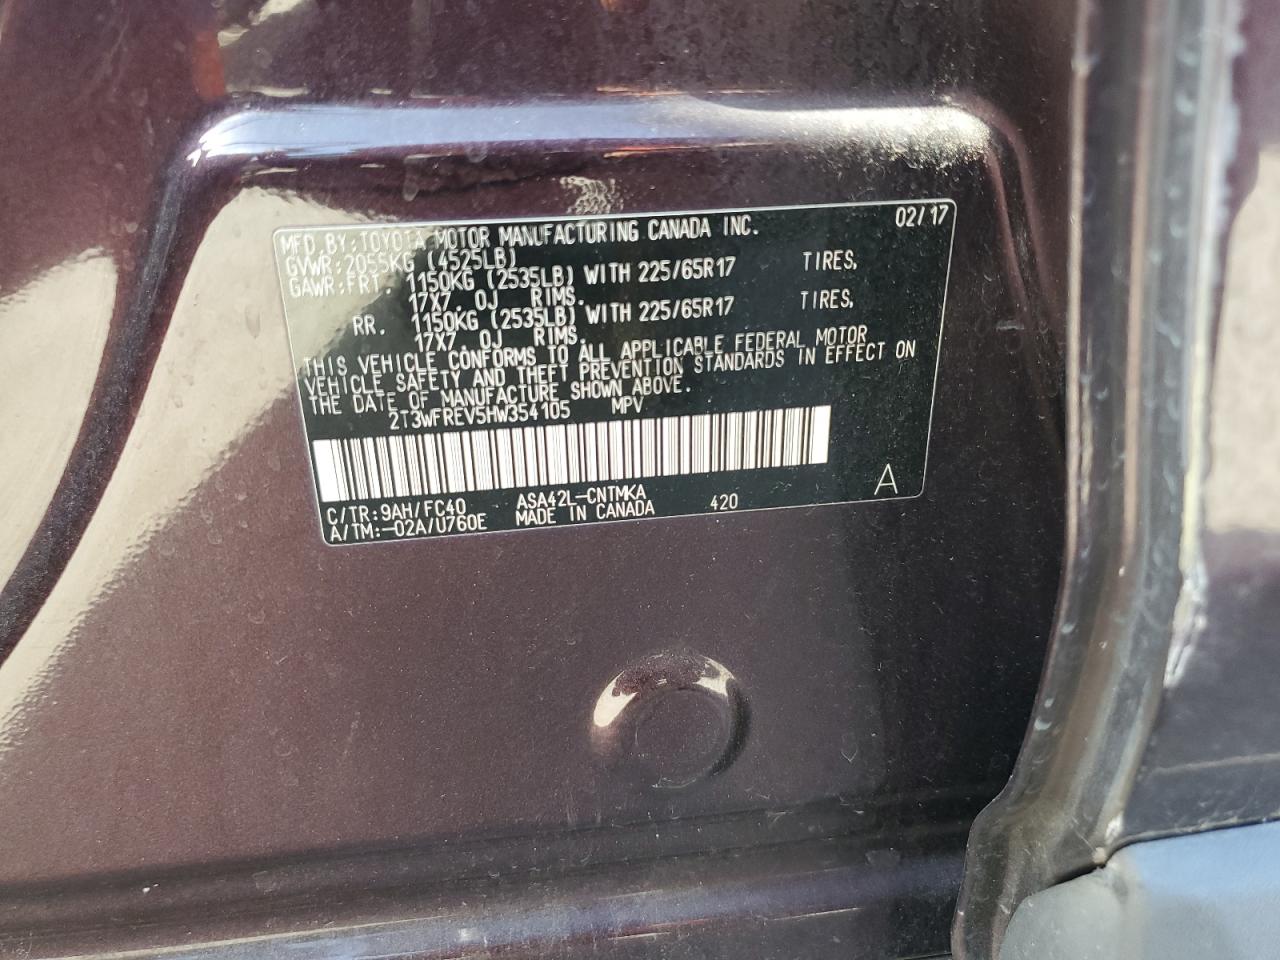 MFD.BY:TOYOTA MOTOR MANUFACTURING CANADA INC. 02/17
GVWR:2055KG (4525LB)
GAWR:FRT. 1150KG (2535LB) WITH 225/65R17 TIRES,
17X7. 0J RIMS.
RR. 1150KG (2535LB) WITH 225/65R17 TIRES,
17X7. 0J RIMS.
THIS VEHICLE CONFORMS TO ALL APPLICABLE FEDERAL MOTOR
VEHICLE SAFETY AND THEFT PREVENTION STANDARDS IN EFFECT ON
THE DATE OF MANUFACTURE SHOWN ABOVE.
2T3WFREV5HW354105 MPV
C/TR:9AH/FC40 ASA42L-CNTMKA 420 A
A/TM:-02A/U760E MADE IN CANADA